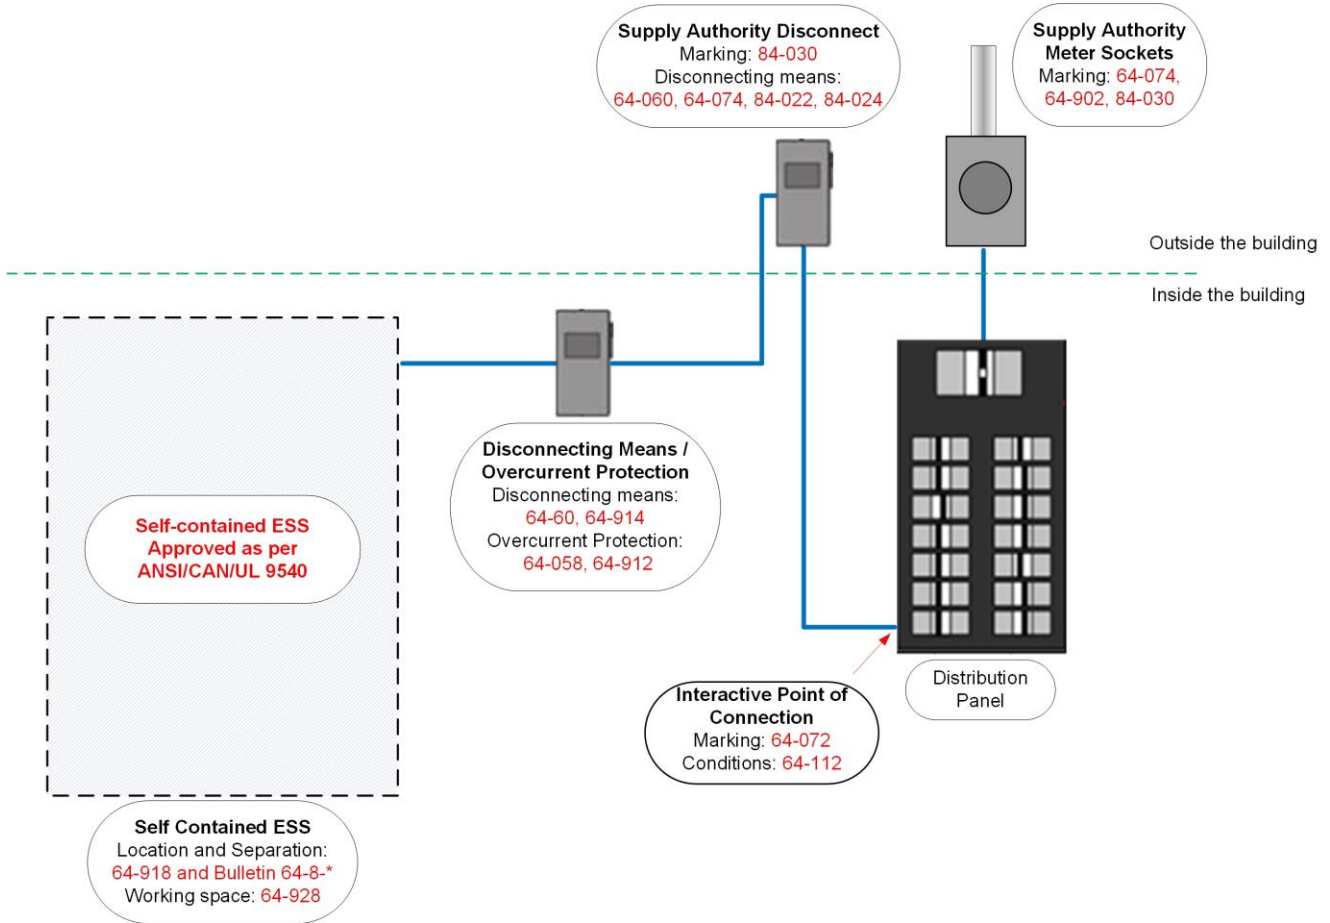 Supply Authority Disconnect
Marking: 84-030
Disconnecting means:
64-060, 64-074, 84-022, 84-024
Supply Authority
Meter Sockets
Marking: 64-074,
64-902, 84-030
Outside the building
Inside the building
Disconnecting Means /
Overcurrent Protection
Disconnecting means:
64-60, 64-914
Overcurrent Protection:
64-058, 64-912
Self-contained ESS
Approved as per
ANSI/CAN/UL 9540
Interactive Point of
Connection
Marking: 64-072
Conditions: 64-112
Distribution
Panel
Self Contained ESS
Location and Separation:
64-918 and Bulletin 64-8-*
Working space: 64-928